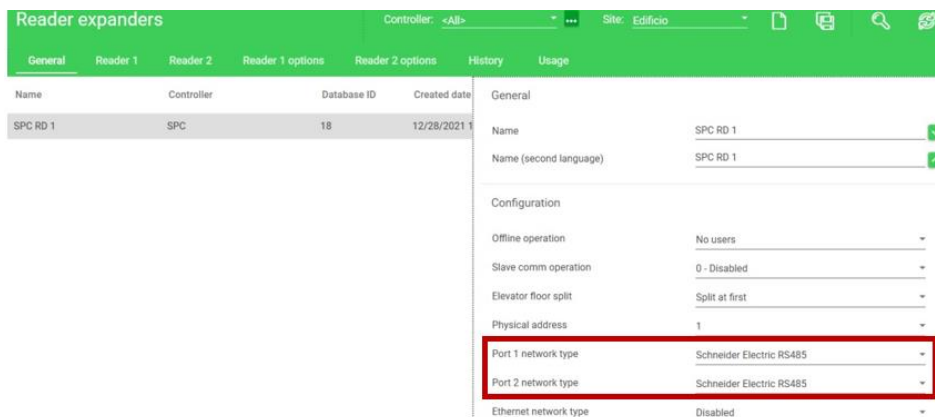 Reader expanders Controller: <All> Site: Edificio
General Reader 1 Reader 2 Reader 1 options Reader 2 options History Usage
Name Controller Database ID Created date
SPC RD 1 SPC 18 12/28/2021 1
General
Name SPC RD 1
Name (second language) SPC RD 1
Configuration
Offline operation No users
Slave comm operation 0 - Disabled
Elevator floor split Split at first
Physical address 1
Port 1 network type Schneider Electric RS485
Port 2 network type Schneider Electric RS485
Ethernet network type Disabled